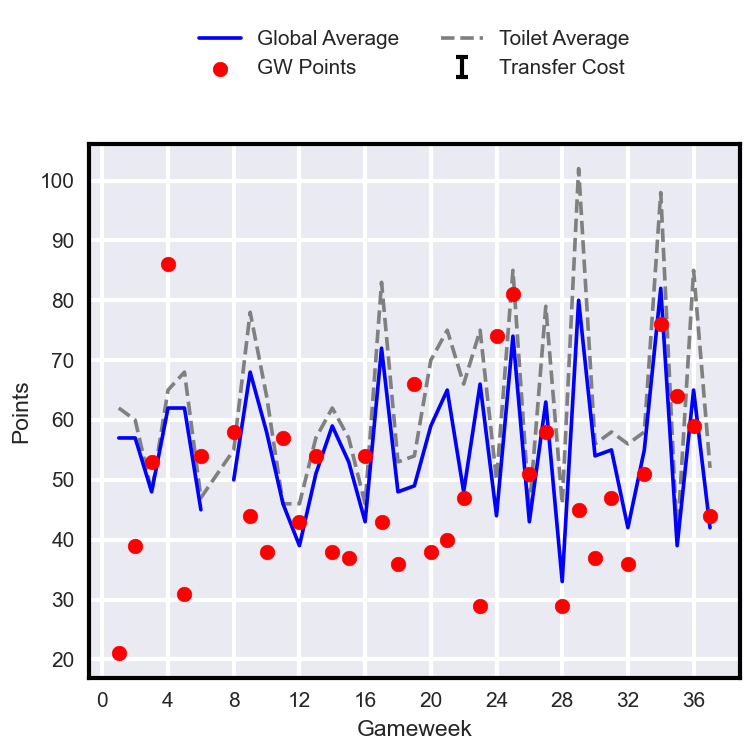 Global Average
Toilet Average
GW Points
Transfer Cost
100
90
80
70
60
50
40
30
20
Points
0 4 8 12 16 20 24 28 32 36
Gameweek